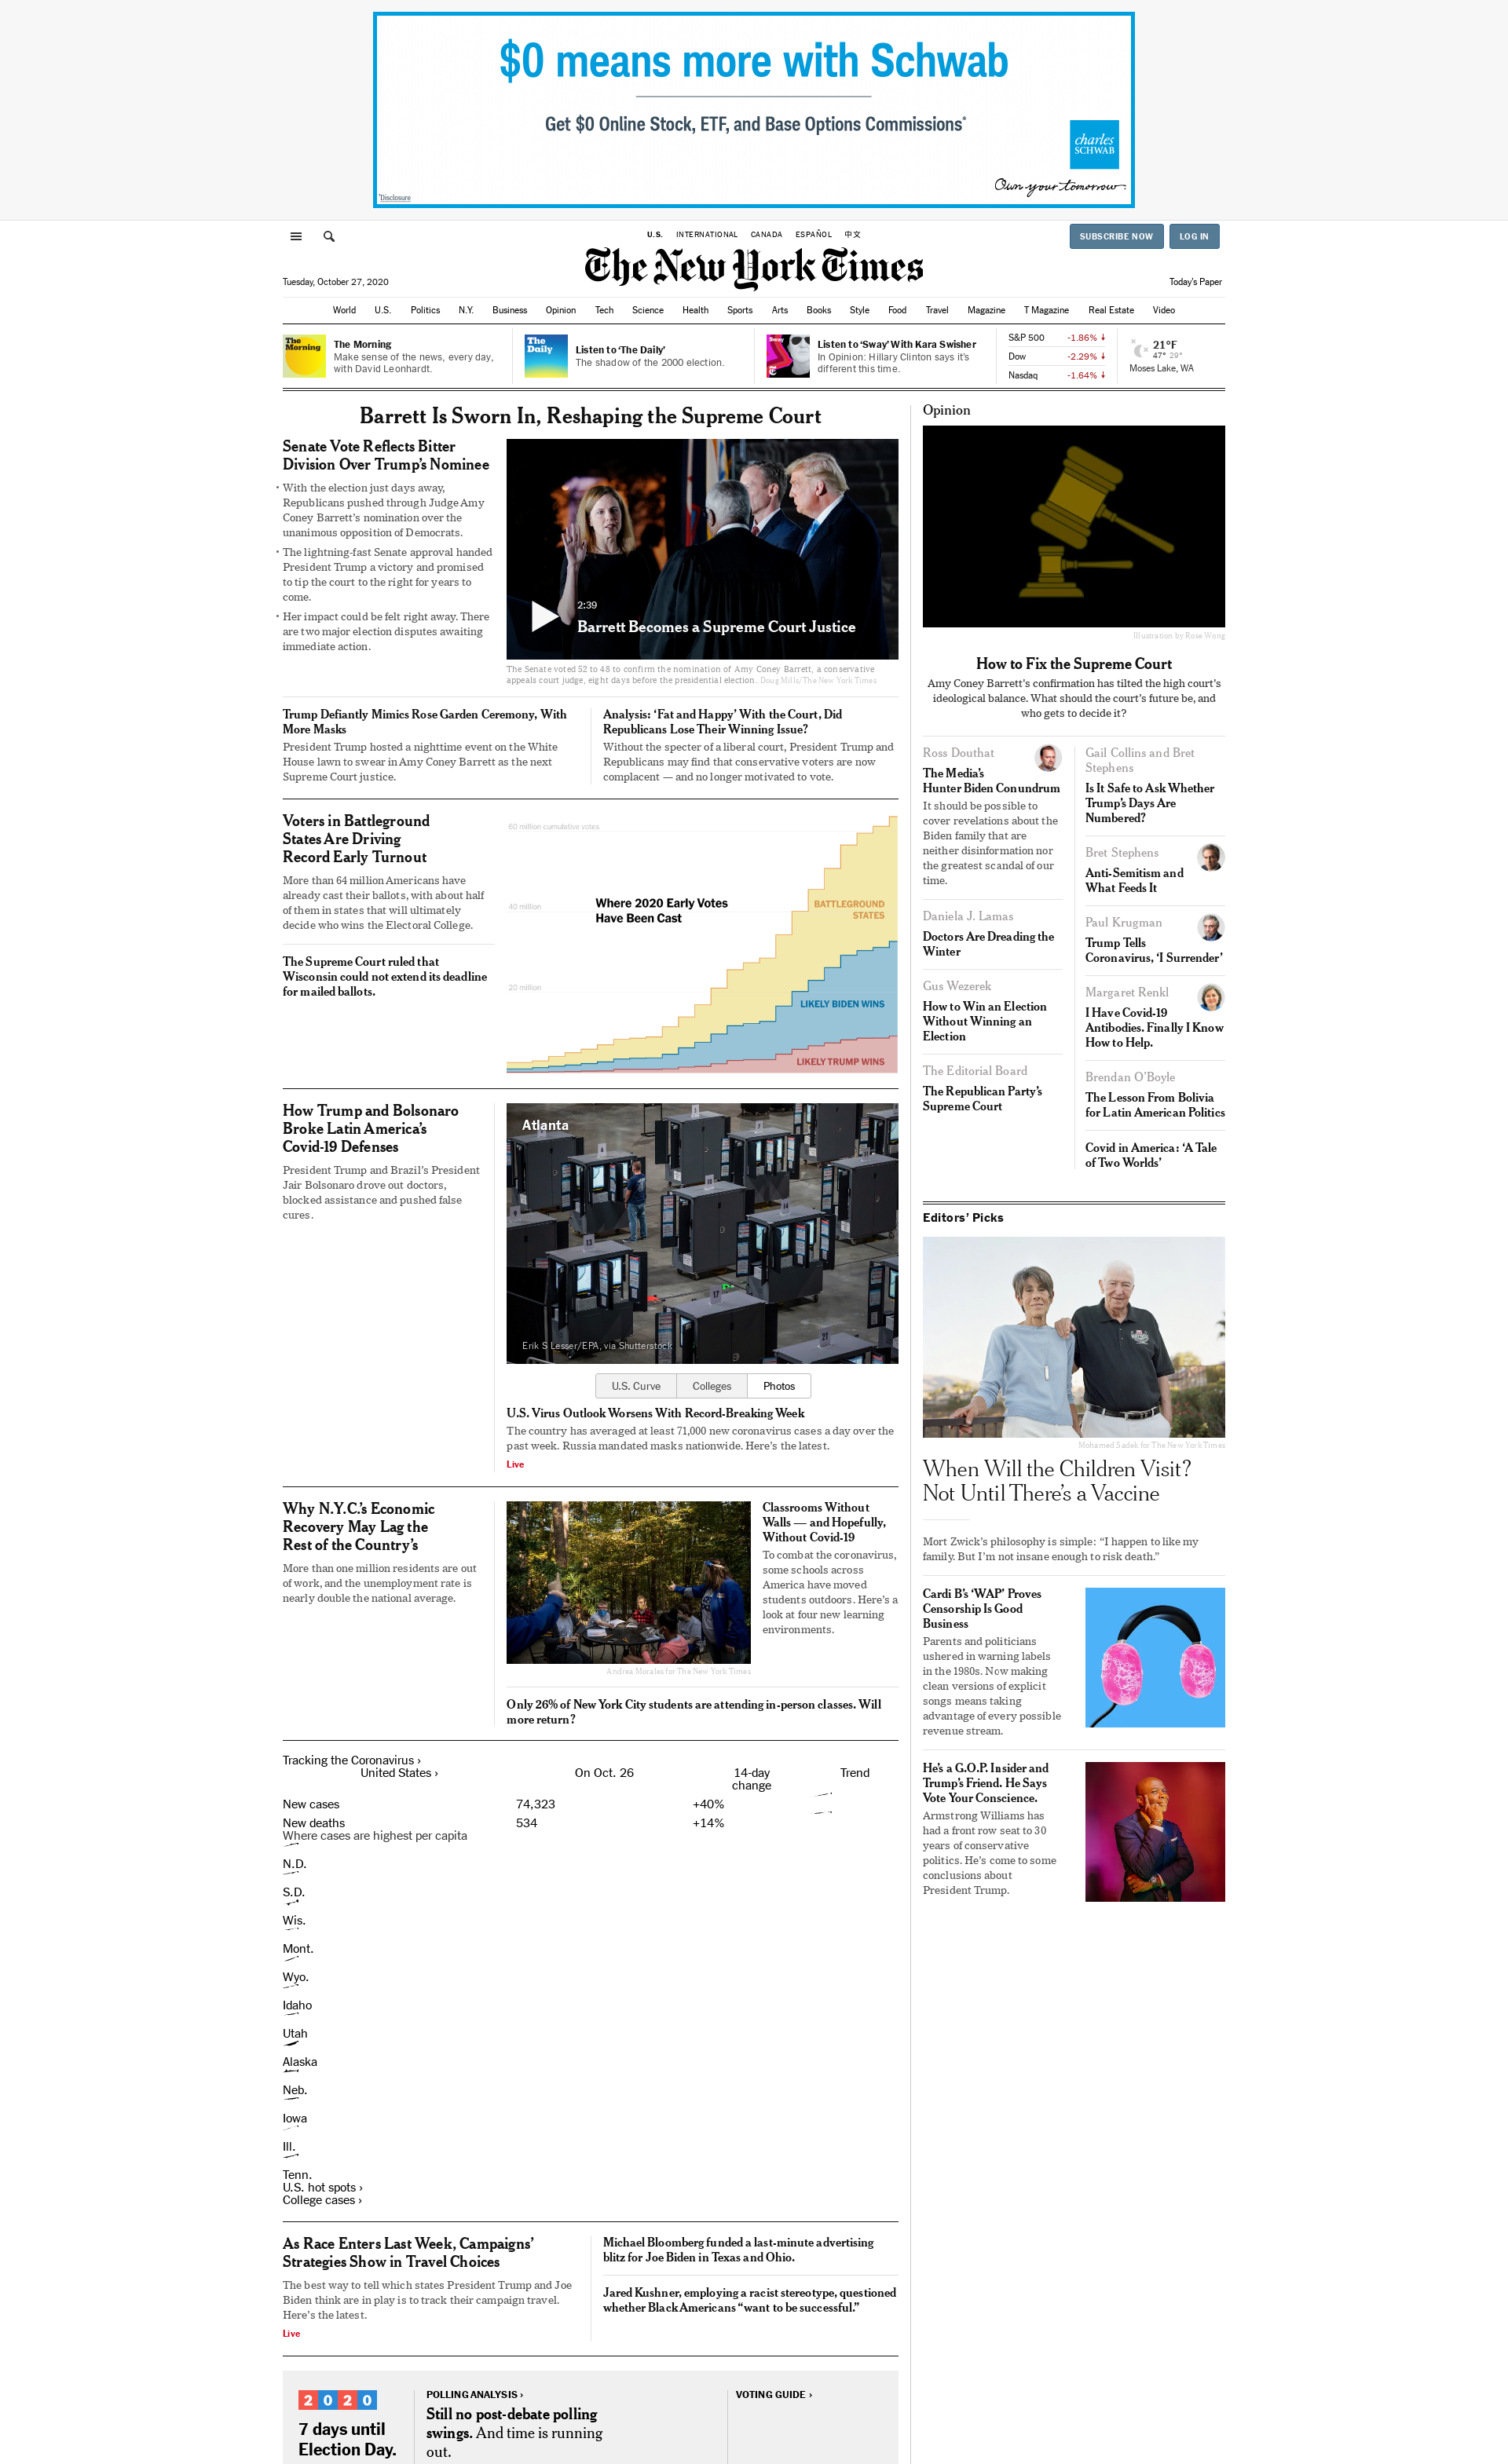 $0 means more with Schwab
Get $0 Online Stock, ETF, and Base Options Commissions*
charles
SCHWAB
Own your tomorrow
*Disclosure
U.S. INTERNATIONAL CANADA ESPAÑOL 中文
SUBSCRIBE NOW LOG IN
The New York Times
Tuesday, October 27, 2020
Today's Paper
World U.S. Politics N.Y. Business Opinion Tech Science Health Sports Arts Books Style Food Travel Magazine T Magazine Real Estate Video
The Morning
The Morning
Make sense of the news, every day,
with David Leonhardt.
The Daily
Listen to ‘The Daily’
The shadow of the 2000 election.
Sway
Listen to ‘Sway’ With Kara Swisher
In Opinion: Hillary Clinton says it's
different this time.
S&P 500 -1.86% ↓
Dow -2.29% ↓
Nasdaq -1.64% ↓
21°F
47° 29°
Moses Lake, WA
Barrett Is Sworn In, Reshaping the Supreme Court
Senate Vote Reflects Bitter
Division Over Trump’s Nominee
• With the election just days away,
Republicans pushed through Judge Amy
Coney Barrett’s nomination over the
unanimous opposition of Democrats.
• The lightning-fast Senate approval handed
President Trump a victory and promised
to tip the court to the right for years to
come.
• Her impact could be felt right away. There
are two major election disputes awaiting
immediate action.
2:39
Barrett Becomes a Supreme Court Justice
The Senate voted 52 to 48 to confirm the nomination of Amy Coney Barrett, a conservative
appeals court judge, eight days before the presidential election. Doug Mills/The New York Times
Trump Defiantly Mimics Rose Garden Ceremony, With
More Masks
President Trump hosted a nighttime event on the White
House lawn to swear in Amy Coney Barrett as the next
Supreme Court justice.
Analysis: ‘Fat and Happy’ With the Court, Did
Republicans Lose Their Winning Issue?
Without the specter of a liberal court, President Trump and
Republicans may find that conservative voters are now
complacent — and no longer motivated to vote.
Voters in Battleground
States Are Driving
Record Early Turnout
More than 64 million Americans have
already cast their ballots, with about half
of them in states that will ultimately
decide who wins the Electoral College.
The Supreme Court ruled that
Wisconsin could not extend its deadline
for mailed ballots.
60 million cumulative votes
40 million
20 million
Where 2020 Early Votes
Have Been Cast
BATTLEGROUND
STATES
LIKELY BIDEN WINS
LIKELY TRUMP WINS
How Trump and Bolsonaro
Broke Latin America’s
Covid-19 Defenses
President Trump and Brazil’s President
Jair Bolsonaro drove out doctors,
blocked assistance and pushed false
cures.
Atlanta
13
17
21
Erik S Lesser/EPA, via Shutterstock
U.S. Curve Colleges Photos
U.S. Virus Outlook Worsens With Record-Breaking Week
The country has averaged at least 71,000 new coronavirus cases a day over the
past week. Russia mandated masks nationwide. Here’s the latest.
Live
Why N.Y.C.’s Economic
Recovery May Lag the
Rest of the Country’s
More than one million residents are out
of work, and the unemployment rate is
nearly double the national average.
Andrea Morales for The New York Times
Classrooms Without
Walls — and Hopefully,
Without Covid-19
To combat the coronavirus,
some schools across
America have moved
students outdoors. Here’s a
look at four new learning
environments.
Only 26% of New York City students are attending in-person classes. Will
more return?
Tracking the Coronavirus ›
United States › On Oct. 26 14-day
change Trend
New cases 74,323 +40%
New deaths 534 +14%
Where cases are highest per capita
N.D.
S.D.
Wis.
Mont.
Wyo.
Idaho
Utah
Alaska
Neb.
Iowa
Ill.
Tenn.
U.S. hot spots ›
College cases ›
As Race Enters Last Week, Campaigns’
Strategies Show in Travel Choices
The best way to tell which states President Trump and Joe
Biden think are in play is to track their campaign travel.
Here’s the latest.
Live
Michael Bloomberg funded a last-minute advertising
blitz for Joe Biden in Texas and Ohio.
Jared Kushner, employing a racist stereotype, questioned
whether Black Americans “want to be successful.”
2020
7 days until
Election Day.
POLLING ANALYSIS ›
Still no post-debate polling
swings. And time is running
out.
VOTING GUIDE ›
Opinion
Illustration by Rose Wong
How to Fix the Supreme Court
Amy Coney Barrett’s confirmation has tilted the high court’s
ideological balance. What should the court’s future be, and
who gets to decide it?
Ross Douthat
The Media’s
Hunter Biden Conundrum
It should be possible to
cover revelations about the
Biden family that are
neither disinformation nor
the greatest scandal of our
time.
Daniela J. Lamas
Doctors Are Dreading the
Winter
Gus Wezerek
How to Win an Election
Without Winning an
Election
The Editorial Board
The Republican Party’s
Supreme Court
Gail Collins and Bret
Stephens
Is It Safe to Ask Whether
Trump’s Days Are
Numbered?
Bret Stephens
Anti-Semitism and
What Feeds It
Paul Krugman
Trump Tells
Coronavirus, ‘I Surrender’
Margaret Renkl
I Have Covid-19
Antibodies. Finally I Know
How to Help.
Brendan O’Boyle
The Lesson From Bolivia
for Latin American Politics
Covid in America: ‘A Tale
of Two Worlds’
Editors’ Picks
Mohamed Sadek for The New York Times
When Will the Children Visit?
Not Until There’s a Vaccine
Mort Zwick’s philosophy is simple: “I happen to like my
family. But I’m not insane enough to risk death.”
Cardi B’s ‘WAP’ Proves
Censorship Is Good
Business
Parents and politicians
ushered in warning labels
in the 1980s. Now making
clean versions of explicit
songs means taking
advantage of every possible
revenue stream.
He’s a G.O.P. Insider and
Trump’s Friend. He Says
Vote Your Conscience.
Armstrong Williams has
had a front row seat to 30
years of conservative
politics. He’s come to some
conclusions about
President Trump.